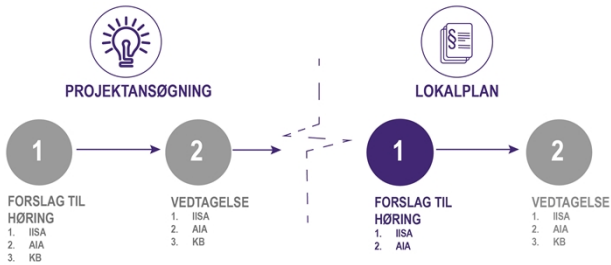 PROJEKTANSØGNING
1
FORSLAG TIL
HØRING
1. IISA
2. AIA
3. KB
2
VEDTAGELSE
1. IISA
2. AIA
3. KB
§
LOKALPLAN
1
FORSLAG TIL
HØRING
1. IISA
2. AIA
2
VEDTAGELSE
1. IISA
2. AIA
3. KB